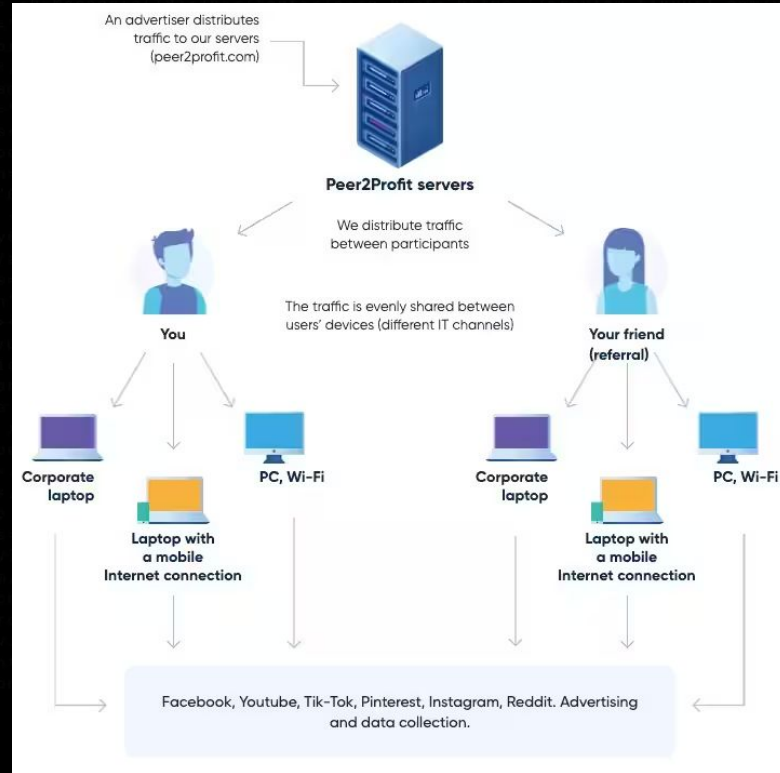 An advertiser distributes
traffic to our servers
(peer2profit.com)
Peer2Profit servers
We distribute traffic
between participants
The traffic is evenly shared between
users' devices (different IT channels)
You
Your friend
(referral)
Corporate
laptop
PC, Wi-Fi
Laptop with
a mobile
Internet connection
Corporate
laptop
PC, Wi-Fi
Laptop with
a mobile
Internet connection
Facebook, Youtube, Tik-Tok, Pinterest, Instagram, Reddit. Advertising
and data collection.